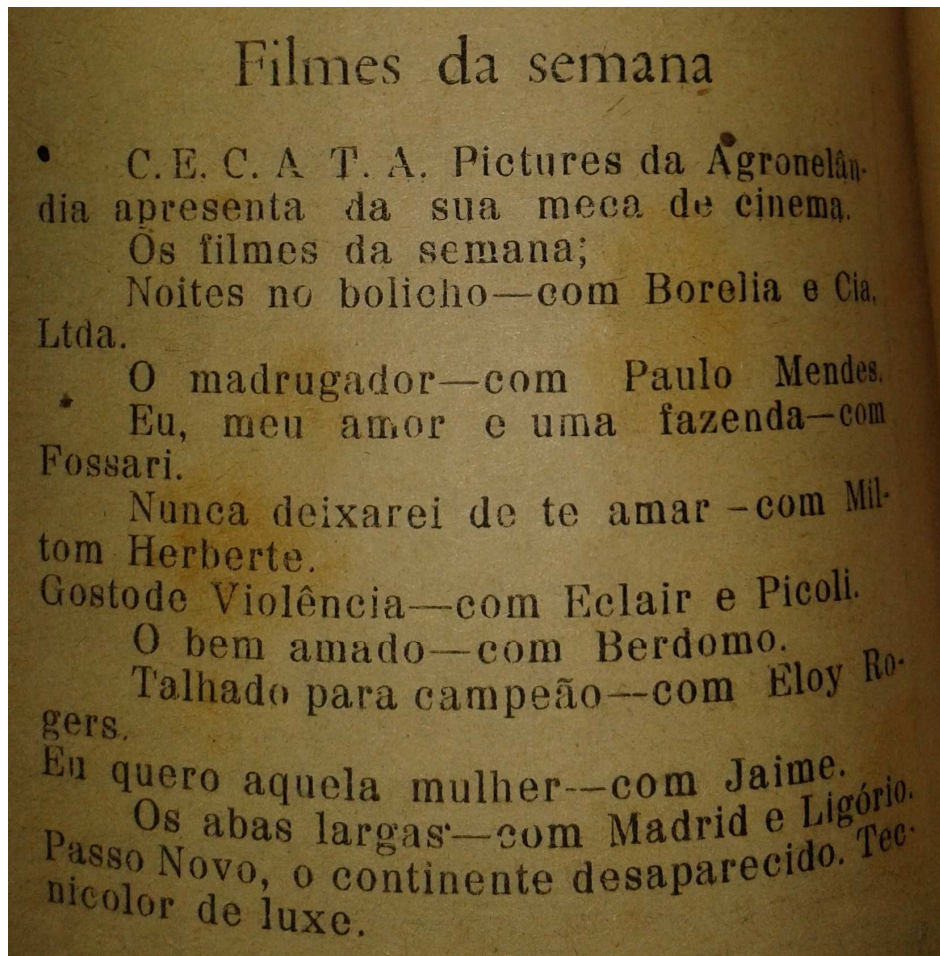 Filmes da semana
C. E. C. A T. A. Pictures da Agronelân-
dia apresenta da sua meca de cinema.
Os filmes da semana;
Noites no bolicho—com Borelia e Cia.
Ltda.
O madrugador—com Paulo Mendes.
Eu, meu amor e uma fazenda—com
Fossari.
Nunca deixarei de te amar -com Mil-
tom Herberte.
Gostode Violência—com Eclair e Picoli.
O bem amado—com Berdomo.
Talhado para campeão—com Eloy Ro-
gers.
Eu quero aquela mulher--com Jaime.
Os abas largas—com Madrid e Ligório.
Passo Novo, o continente desaparecido. Tec-
nicolor de luxe.